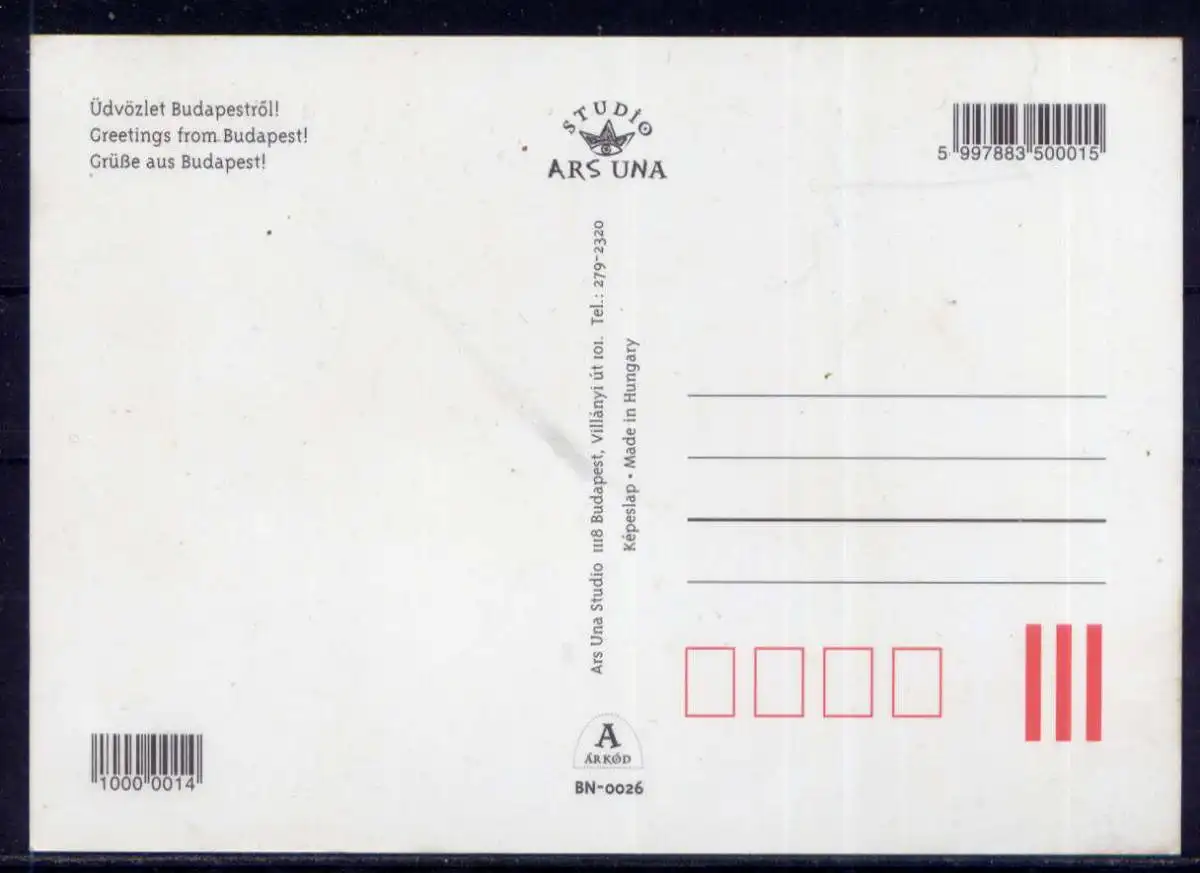 Üdvözlet Budapestről!
Greetings from Budapest!
Grüße aus Budapest!
STUDIO
ARS UNA
5 997883 500015
Ars Una Studio 1118 Budapest, Villányi út 101. Tel.: 279-2320
Képeslap • Made in Hungary
1000 0014
A
ÁRKÓD
BN-0026